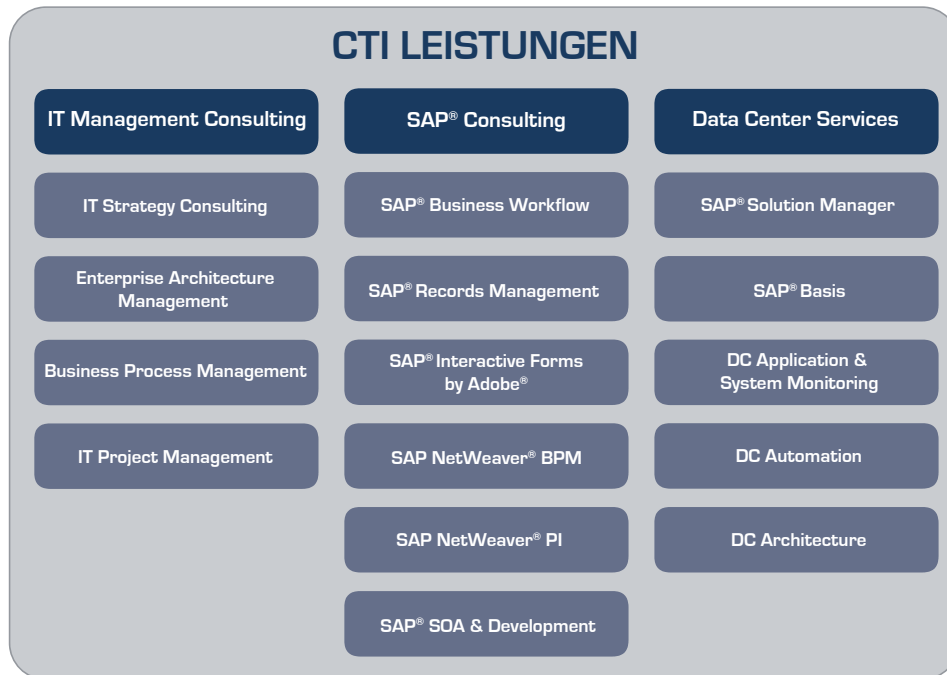 CTI LEISTUNGEN
IT Management Consulting
IT Strategy Consulting
Enterprise Architecture
Management
Business Process Management
IT Project Management
SAP® Consulting
SAP® Business Workflow
SAP® Records Management
SAP® Interactive Forms
by Adobe®
SAP NetWeaver® BPM
SAP NetWeaver® PI
SAP® SOA & Development
Data Center Services
SAP® Solution Manager
SAP® Basis
DC Application &
System Monitoring
DC Automation
DC Architecture